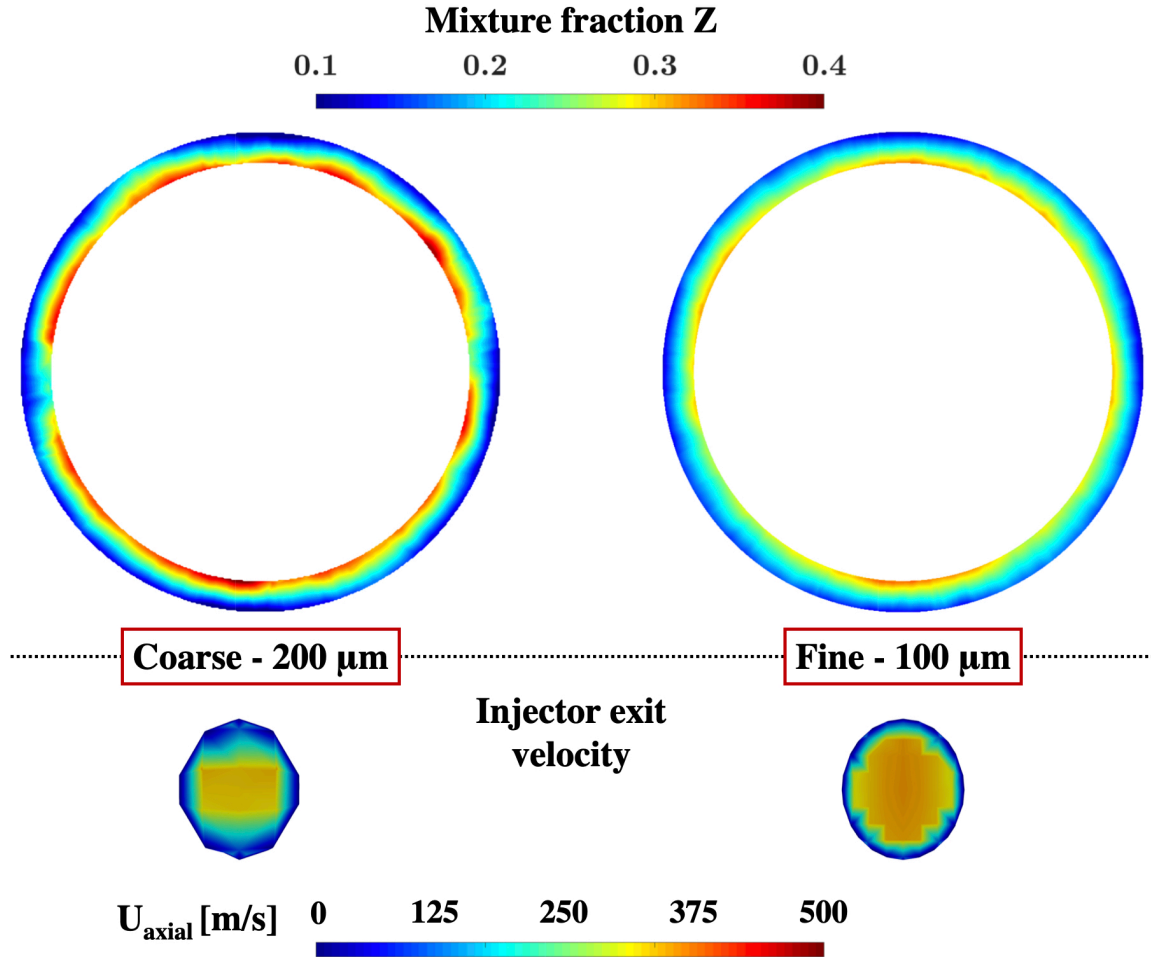 Mixture fraction Z
0.1 0.2 0.3 0.4
Coarse - 200 μm
Fine - 100 μm
Injector exit
velocity
U_axial [m/s] 0 125 250 375 500